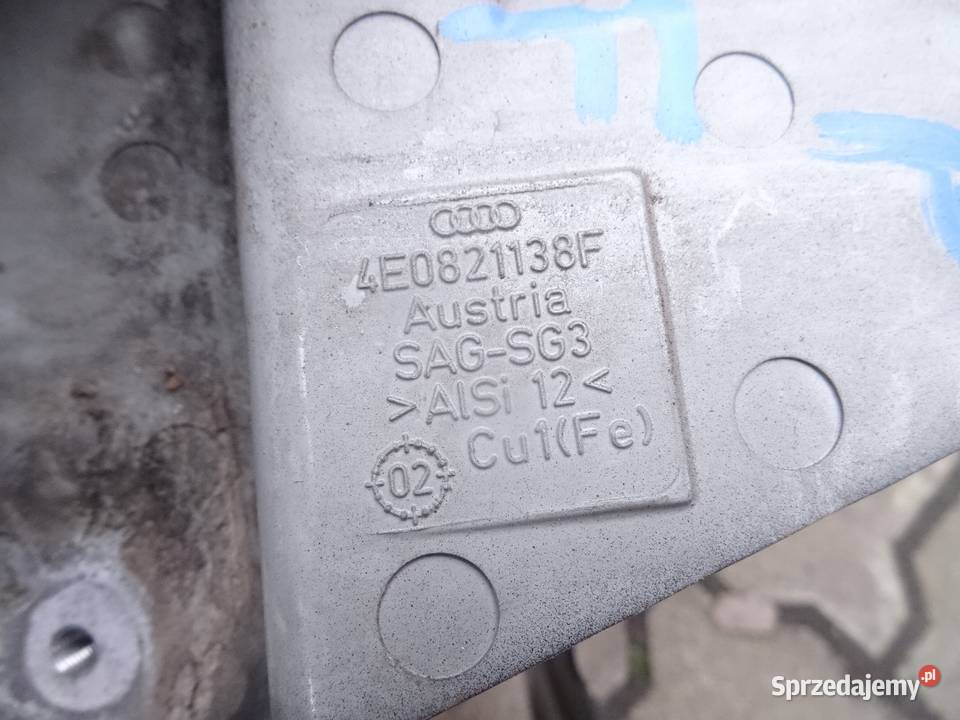 4E0821138F
Austria
SAG-SG3
>AlSi 12<
Cu1(Fe)
02
Sprzedajemy.pl